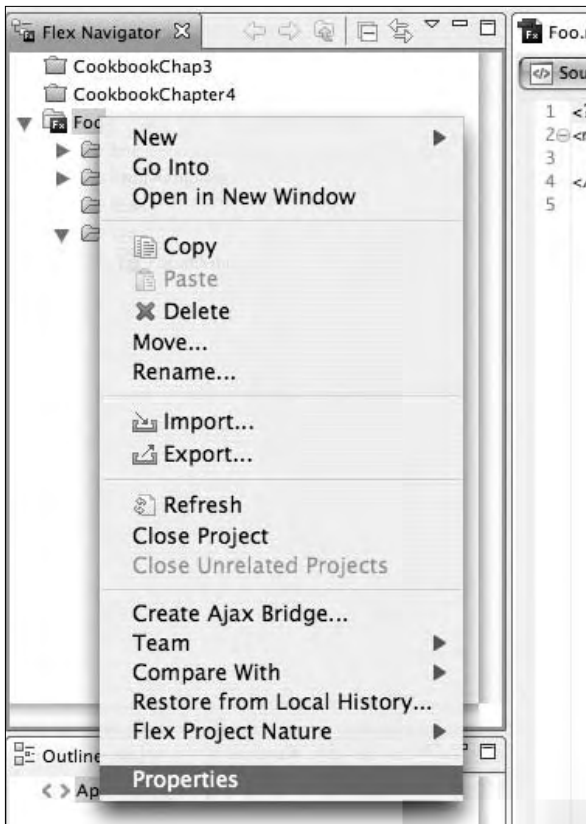 Flex Navigator
CookbookChap3
CookbookChapter4
Foo
New
Go Into
Open in New Window
Copy
Paste
Delete
Move...
Rename...
Import...
Export...
Refresh
Close Project
Close Unrelated Projects
Create Ajax Bridge...
Team
Compare With
Restore from Local History...
Flex Project Nature
Properties
Outline
< > Ap
Foo.
</> Sou
1 <
2 <
3
4 </
5